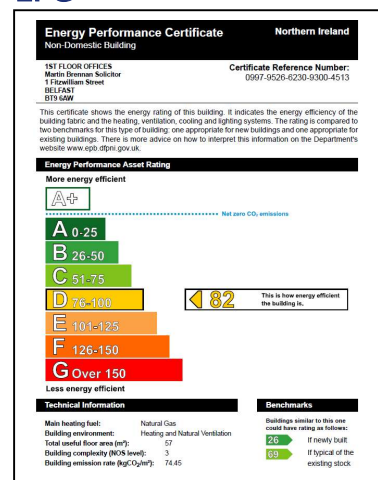 Energy Performance Certificate
Northern Ireland
Non-Domestic Building
1ST FLOOR OFFICES
Martin Brennan Solicitor
1 Fitzwilliam Street
BELFAST
BT9 6AW
Certificate Reference Number:
0997-9526-6230-9300-4513
This certificate shows the energy rating of this building. It indicates the energy efficiency of the
building fabric and the heating, ventilation, cooling and lighting systems. The rating is compared to
two benchmarks for this type of building: one appropriate for new buildings and one appropriate for
existing buildings. There is more advice on how to interpret this information on the Department's
website www.epb.dfpni.gov.uk.
Energy Performance Asset Rating
More energy efficient
A+
Net zero CO₂ emissions
A 0-25
B 26-50
C 51-75
D 76-100
82
This is how energy efficient
the building is.
E 101-125
F 126-150
G Over 150
Less energy efficient
Technical Information
Main heating fuel: Natural Gas
Building environment: Heating and Natural Ventilation
Total useful floor area (m²): 57
Building complexity (NOS level): 3
Building emission rate (kgCO₂/m²): 74.45
Benchmarks
Buildings similar to this one
could have rating as follows:
26 If newly built
69 If typical of the
existing stock